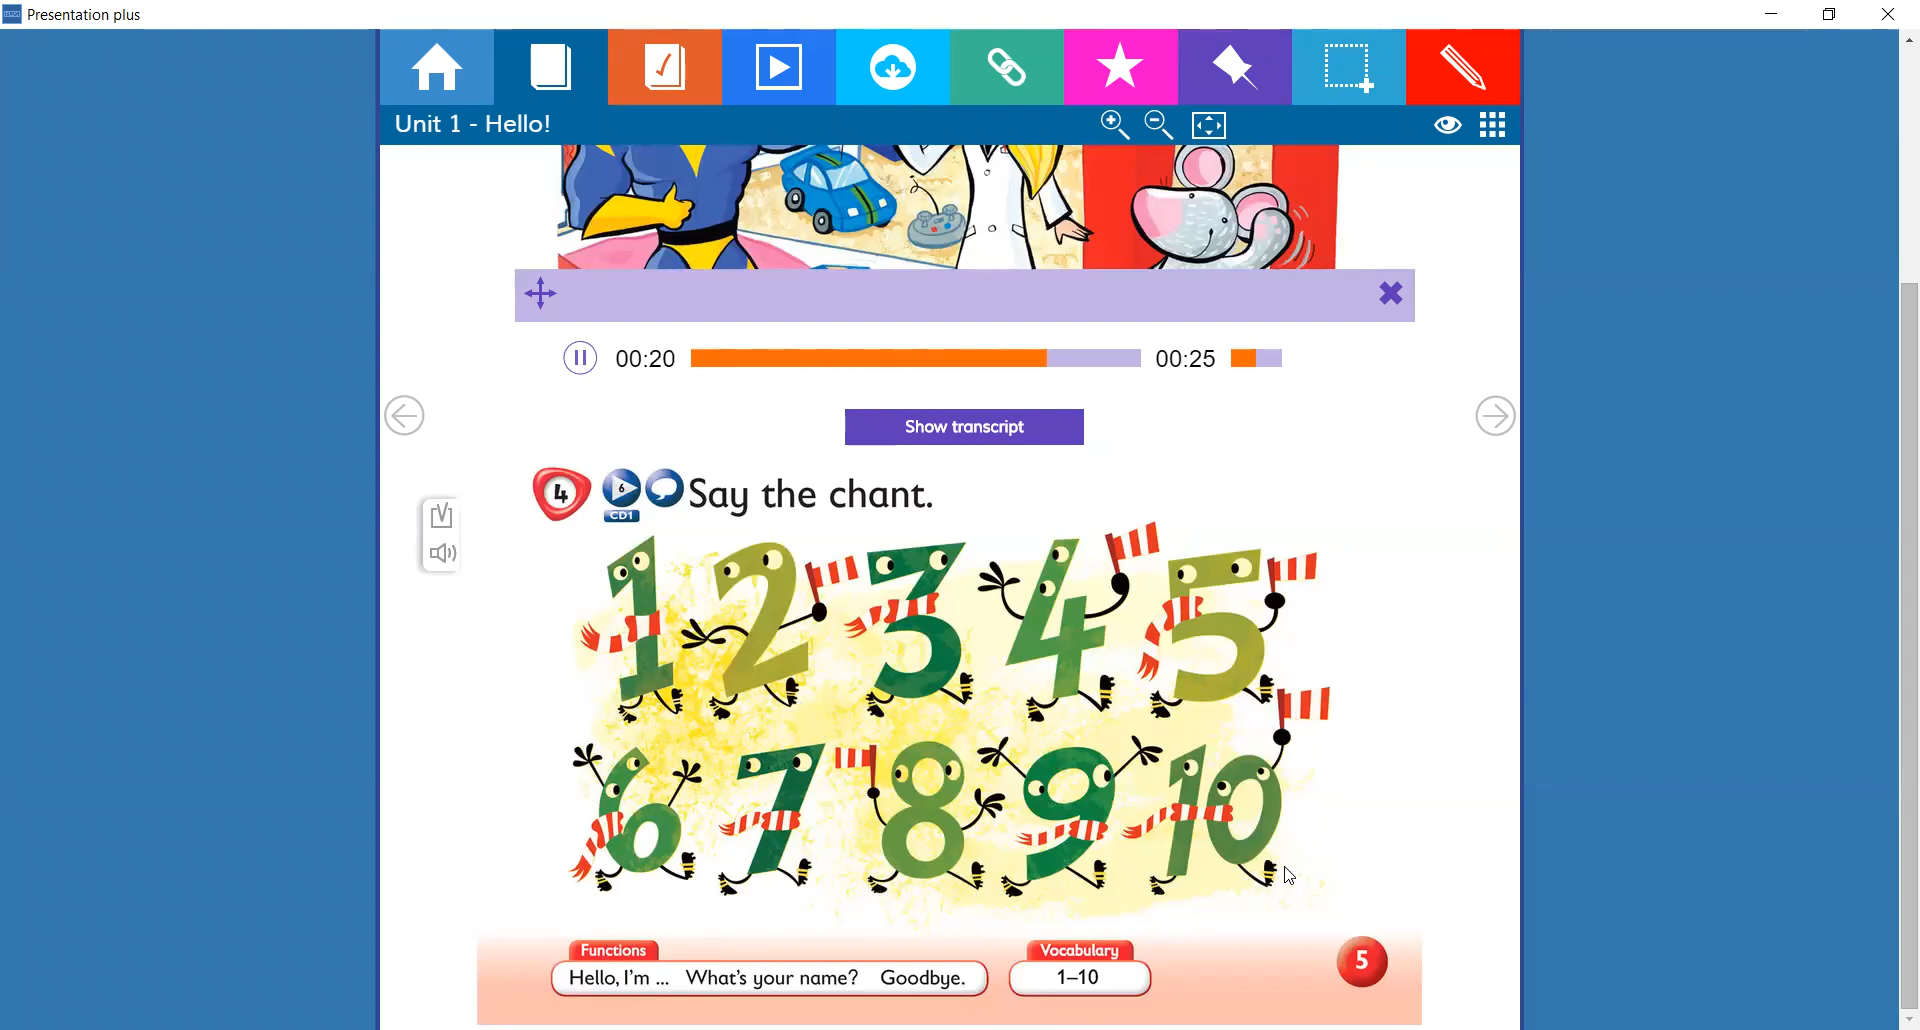 Presentation plus
Unit 1 - Hello!
00:20
00:25
Show transcript
4 6 CD1 Say the chant.
1 2 3 4 5
6 7 8 9 10
Functions
Hello, I'm ... What's your name? Goodbye.
Vocabulary
1–10
5